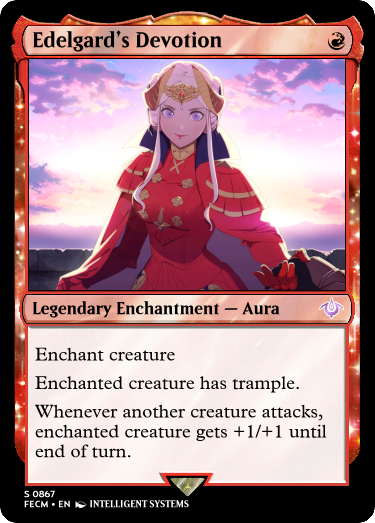 Edelgard's Devotion
Legendary Enchantment — Aura
Enchant creature
Enchanted creature has trample.
Whenever another creature attacks,
enchanted creature gets +1/+1 until
end of turn.
S 0867
FECM • EN INTELLIGENT SYSTEMS